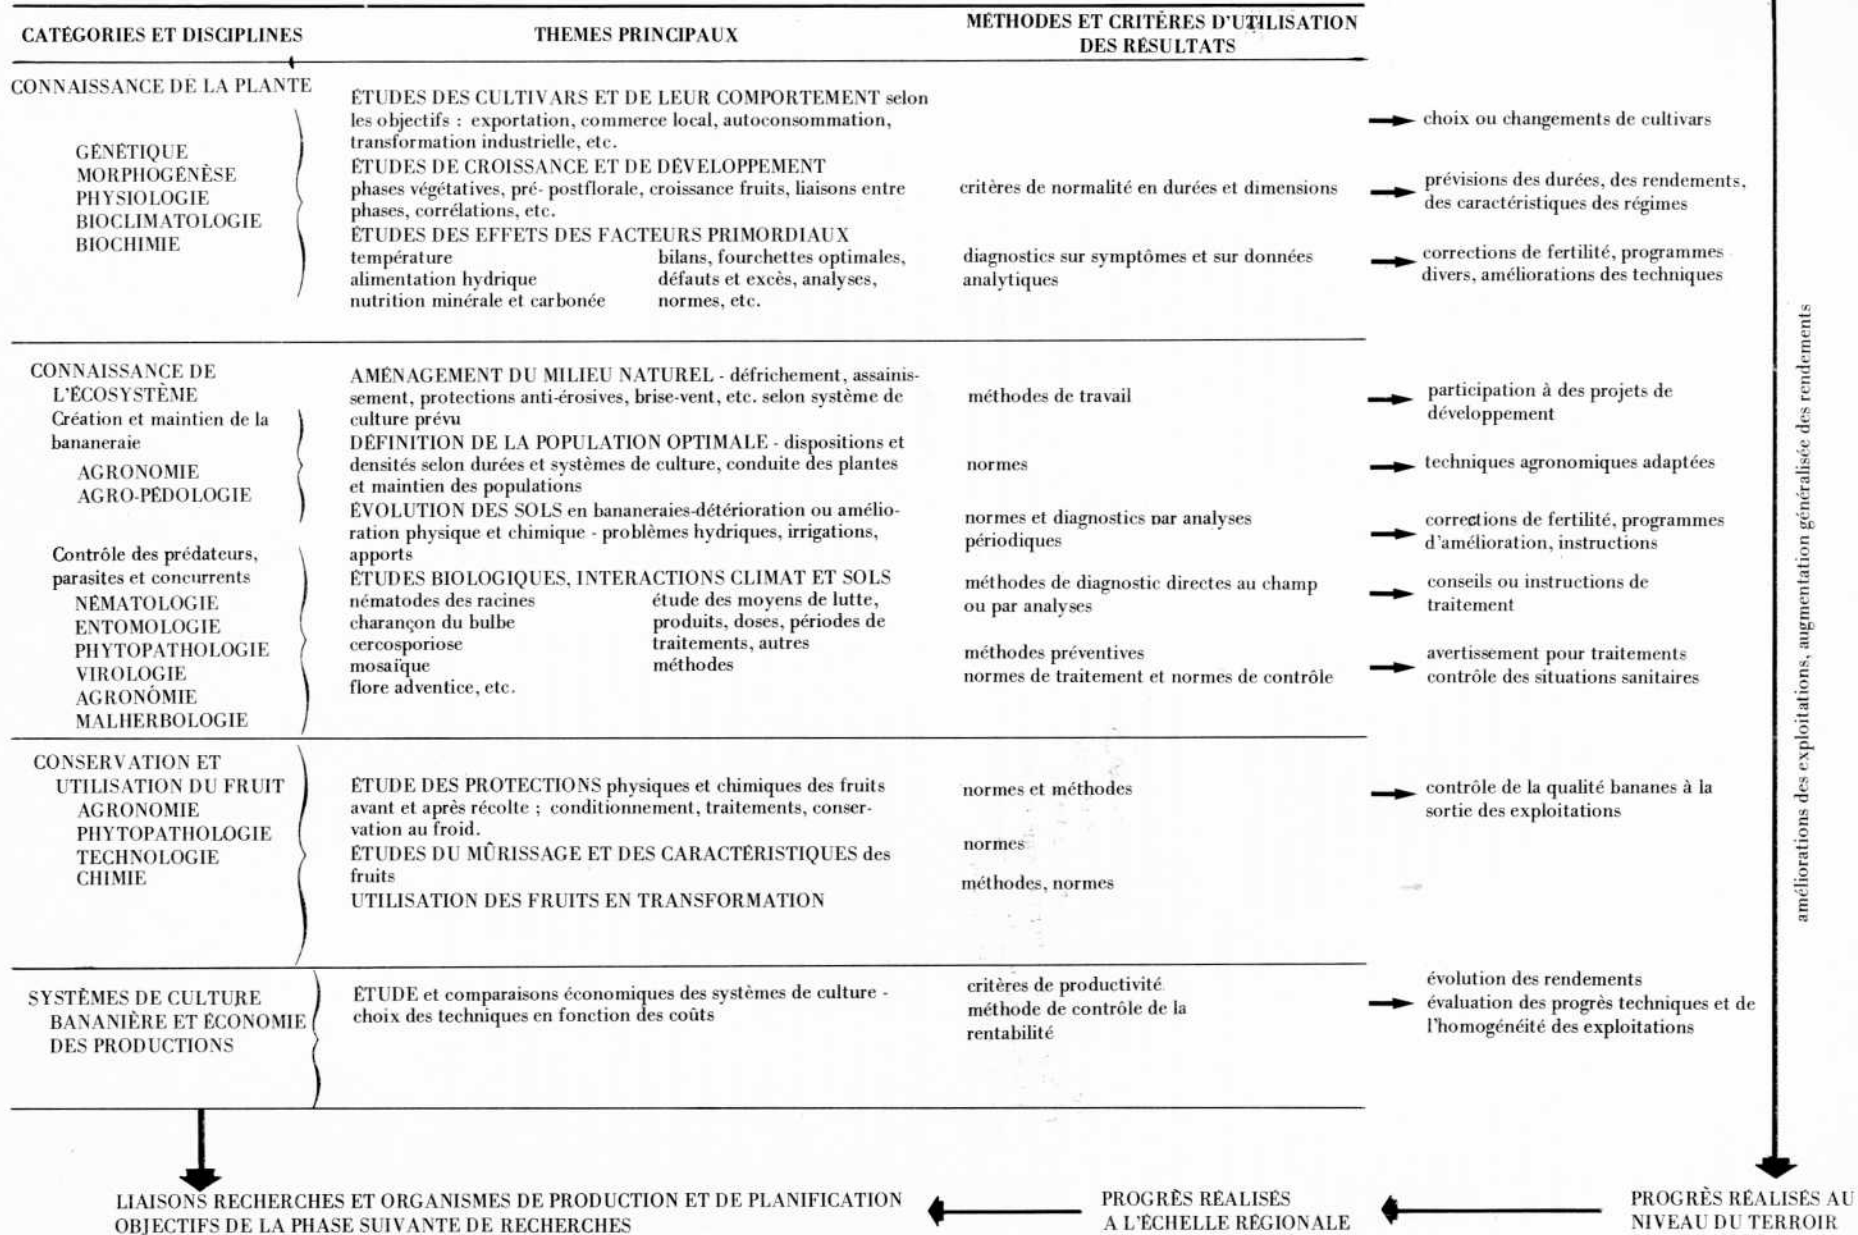 CATÉGORIES ET DISCIPLINES
THEMES PRINCIPAUX
MÉTHODES ET CRITÈRES D'UTILISATION
DES RÉSULTATS
CONNAISSANCE DE LA PLANTE
GÉNÉTIQUE
MORPHOGÉNÈSE
PHYSIOLOGIE
BIOCLIMATOLOGIE
BIOCHIMIE
ÉTUDES DES CULTIVARS ET DE LEUR COMPORTEMENT selon
les objectifs : exportation, commerce local, autoconsommation,
transformation industrielle, etc.
choix ou changements de cultivars
ÉTUDES DE CROISSANCE ET DE DÉVELOPPEMENT
phases végétatives, pré- postflorale, croissance fruits, liaisons entre
phases, corrélations, etc.
critères de normalité en durées et dimensions
prévisions des durées, des rendements,
des caractéristiques des régimes
ÉTUDES DES EFFETS DES FACTEURS PRIMORDIAUX
température
alimentation hydrique
nutrition minérale et carbonée
bilans, fourchettes optimales,
défauts et excès, analyses,
normes, etc.
diagnostics sur symptômes et sur données
analytiques
corrections de fertilité, programmes
divers, améliorations des techniques
CONNAISSANCE DE
L'ÉCOSYSTÈME
Création et maintien de la
bananeraie
AGRONOMIE
AGRO-PÉDOLOGIE
AMÉNAGEMENT DU MILIEU NATUREL - défrichement, assainis-
sement, protections anti-érosives, brise-vent, etc. selon système de
culture prévu
méthodes de travail
participation à des projets de
développement
DÉFINITION DE LA POPULATION OPTIMALE - dispositions et
densités selon durées et systèmes de culture, conduite des plantes
et maintien des populations
normes
techniques agronomiques adaptées
ÉVOLUTION DES SOLS en bananeraies-détérioration ou amélio-
ration physique et chimique - problèmes hydriques, irrigations,
apports
normes et diagnostics par analyses
périodiques
corrections de fertilité, programmes
d'amélioration, instructions
Contrôle des prédateurs,
parasites et concurrents
NÉMATOLOGIE
ENTOMOLOGIE
PHYTOPATHOLOGIE
VIROLOGIE
AGRONÔMIE
MALHERBOLOGIE
ÉTUDES BIOLOGIQUES, INTERACTIONS CLIMAT ET SOLS
nématodes des racines
charançon du bulbe
cercosporiose
mosaïque
flore adventice, etc.
étude des moyens de lutte,
produits, doses, périodes de
traitements, autres
méthodes
méthodes de diagnostic directes au champ
ou par analyses
conseils ou instructions de
traitement
méthodes préventives
normes de traitement et normes de contrôle
avertissement pour traitements
contrôle des situations sanitaires
CONSERVATION ET
UTILISATION DU FRUIT
AGRONOMIE
PHYTOPATHOLOGIE
TECHNOLOGIE
CHIMIE
ÉTUDE DES PROTECTIONS physiques et chimiques des fruits
avant et après récolte ; conditionnement, traitements, conser-
vation au froid.
normes et méthodes
contrôle de la qualité bananes à la
sortie des exploitations
ÉTUDES DU MÛRISSAGE ET DES CARACTÉRISTIQUES des
fruits
normes
UTILISATION DES FRUITS EN TRANSFORMATION
méthodes, normes
SYSTÈMES DE CULTURE
BANANIÈRE ET ÉCONOMIE
DES PRODUCTIONS
ÉTUDE et comparaisons économiques des systèmes de culture -
choix des techniques en fonction des coûts
critères de productivité
méthode de contrôle de la
rentabilité
évolution des rendements
évaluation des progrès techniques et de
l'homogénéité des exploitations
améliorations des exploitations, augmentation généralisée des rendements
LIAISONS RECHERCHES ET ORGANISMES DE PRODUCTION ET DE PLANIFICATION
OBJECTIFS DE LA PHASE SUIVANTE DE RECHERCHES
PROGRÈS RÉALISÉS
A L'ÉCHELLE RÉGIONALE
PROGRÈS RÉALISÉS AU
NIVEAU DU TERROIR